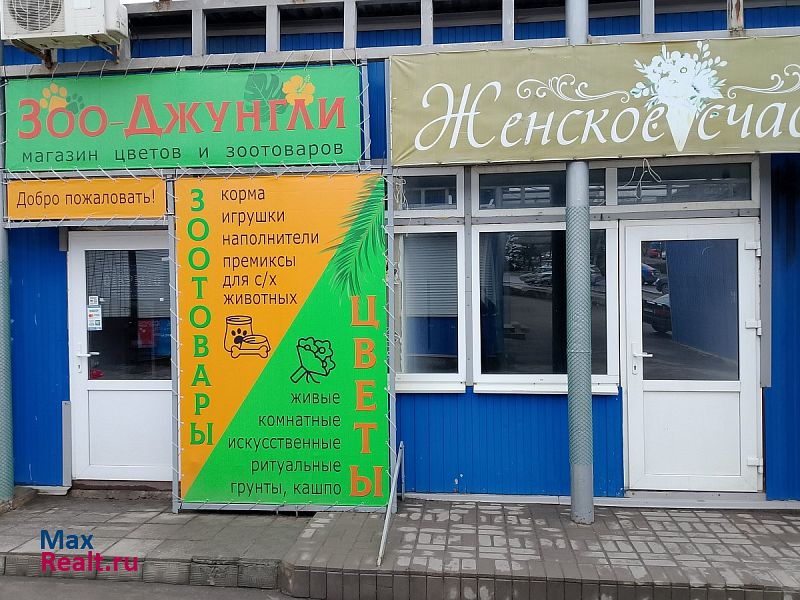 Зоо-Джунгли
магазин цветов и зоотоваров
Добро пожаловать!
ЗООТОВАРЫ
корма
игрушки
наполнители
премиксы
для с/х
животных
ЦВЕТЫ
живые
комнатные
искусственные
ритуальные
грунты, кашпо
Женское счас
Max
Realt.ru